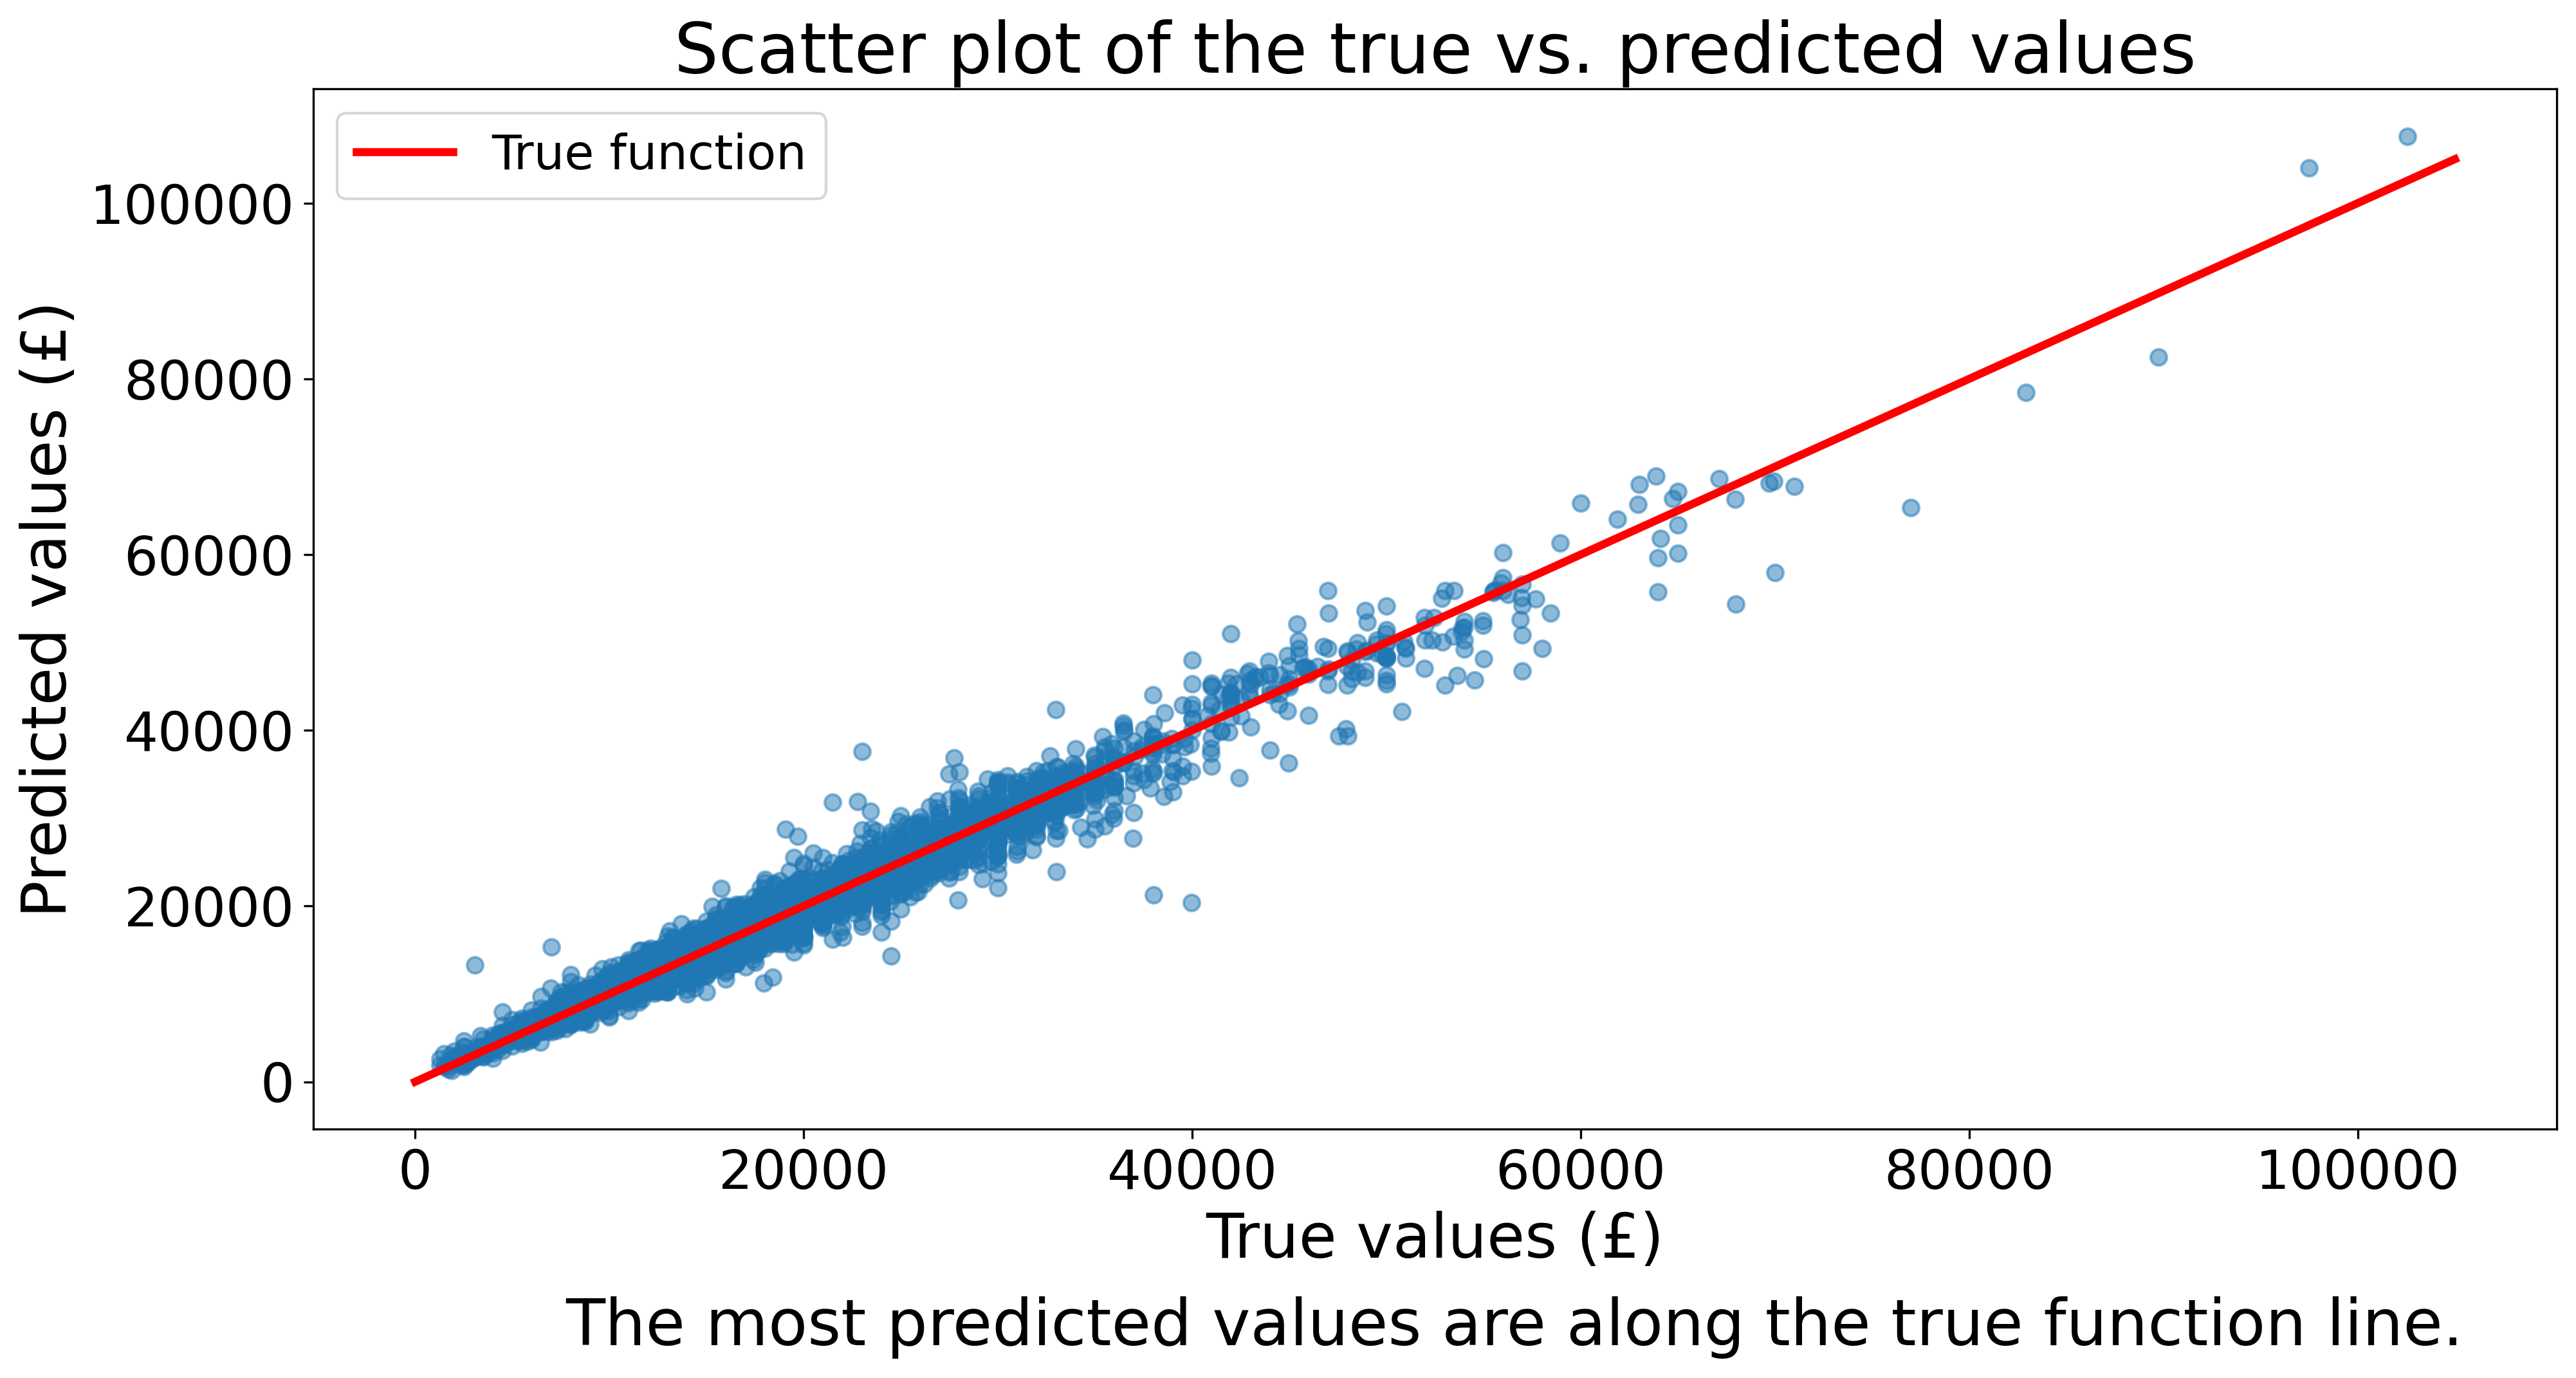 Scatter plot of the true vs. predicted values
True function
Predicted values (£)
100000
80000
60000
40000
20000
0
0 20000 40000 60000 80000 100000
True values (£)
The most predicted values are along the true function line.